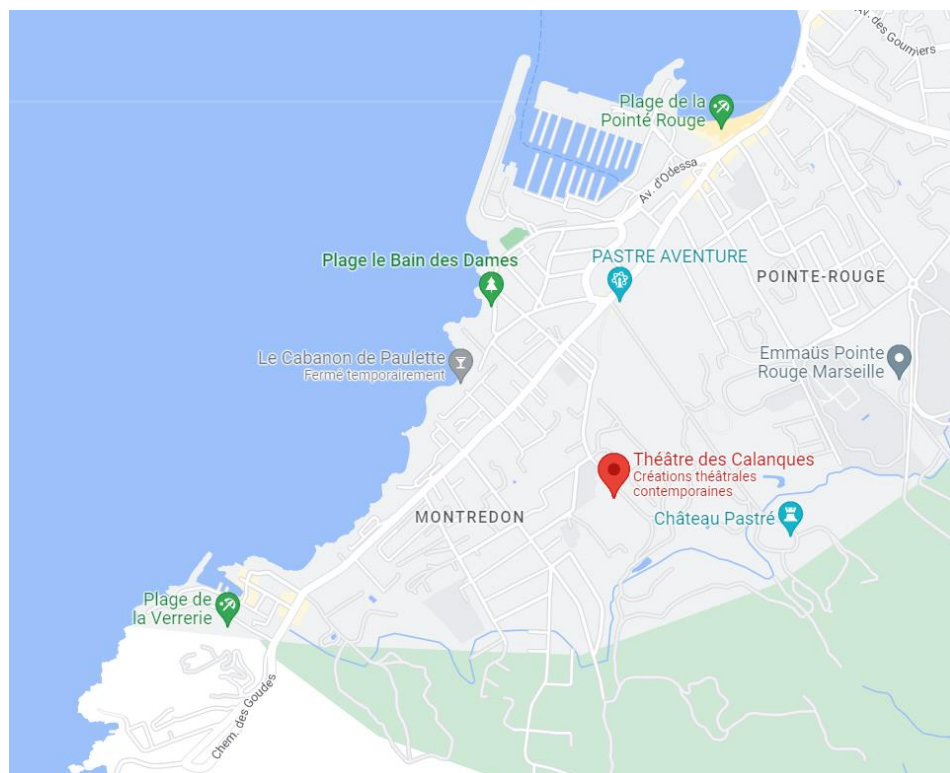 Av. des Goumiers
Plage de la
Pointe Rouge
Av. d'Odessa
Plage le Bain des Dames
PASTRE AVENTURE
POINTE-ROUGE
Le Cabanon de Paulette
Fermé temporairement
Emmaüs Pointe
Rouge Marseille
Théâtre des Calanques
Créations théâtrales
contemporaines
MONTREDON
Château Pastré
Plage de
la Verrerie
Chem. des Goudes